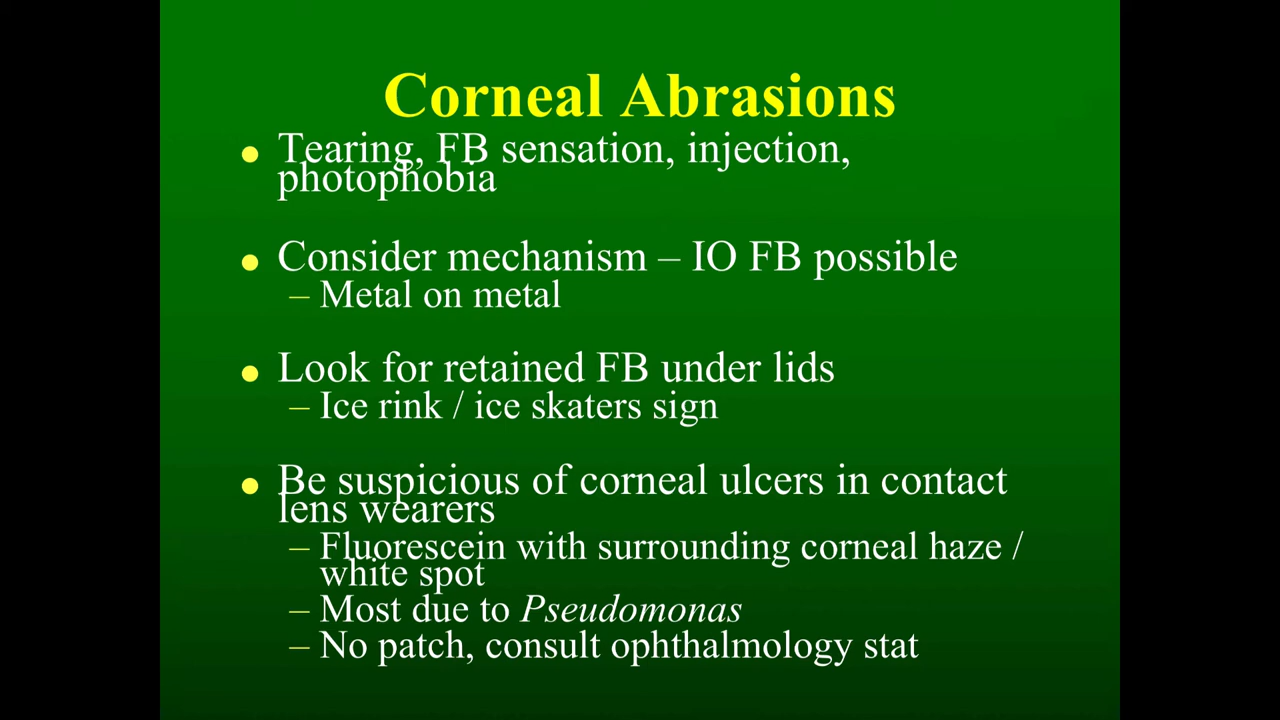 Corneal Abrasions
• Tearing, FB sensation, injection,
photophobia
• Consider mechanism – IO FB possible
– Metal on metal
• Look for retained FB under lids
– Ice rink / ice skaters sign
• Be suspicious of corneal ulcers in contact
lens wearers
– Fluorescein with surrounding corneal haze /
white spot
– Most due to Pseudomonas
– No patch, consult ophthalmology stat